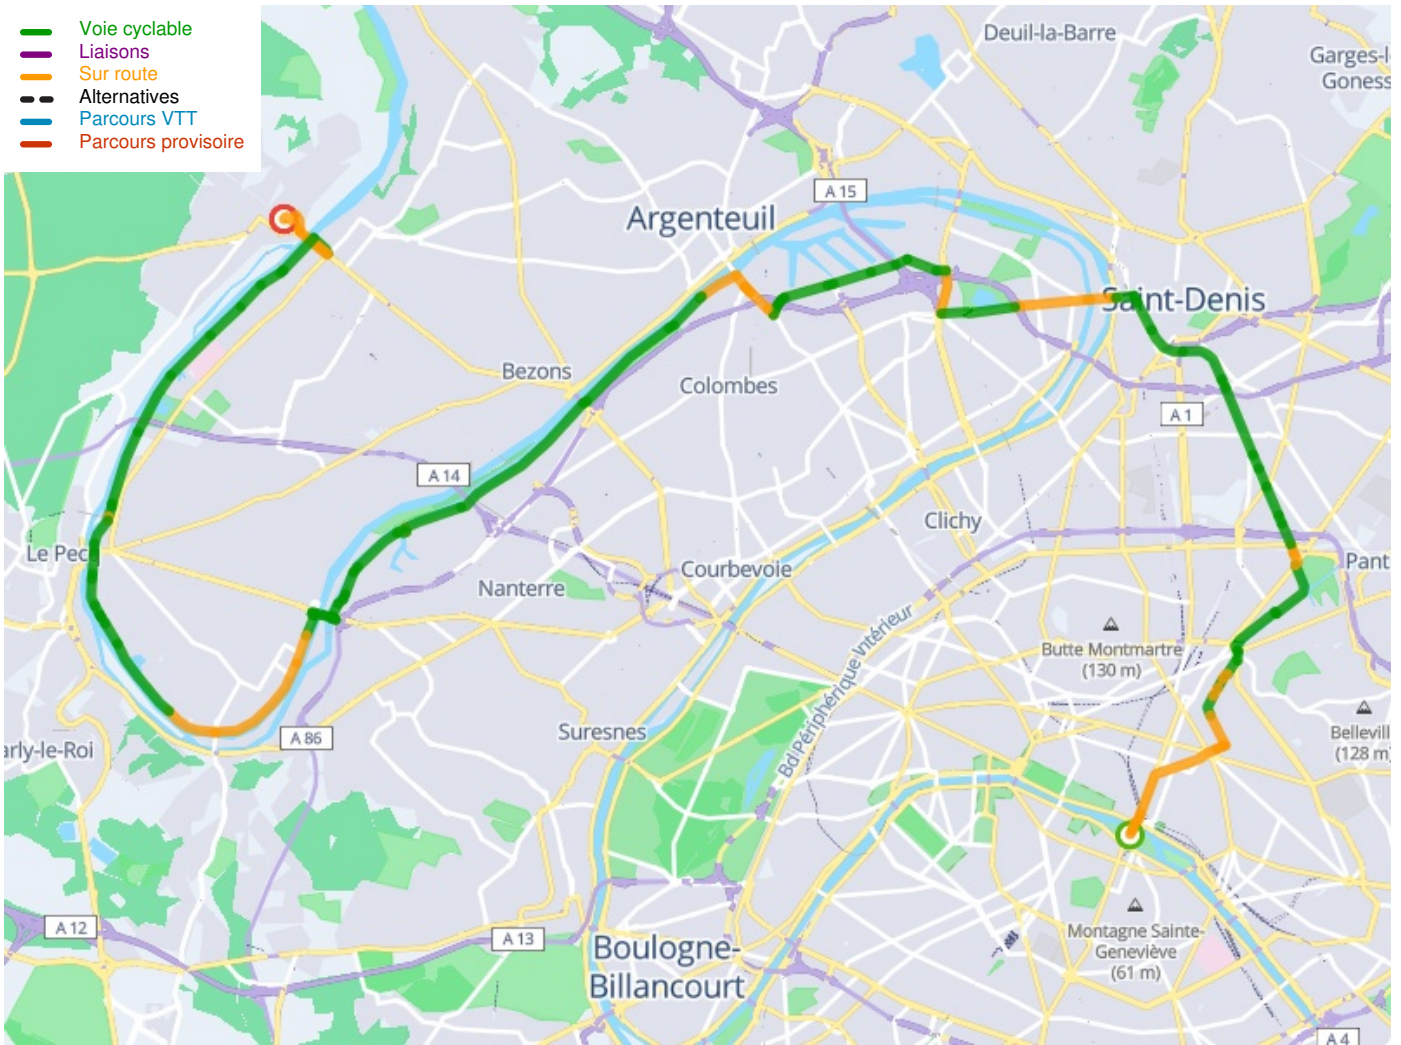 Voie cyclable
Liaisons
Sur route
Alternatives
Parcours VTT
Parcours provisoire
Deuil-la-Barre
Garges-l
Goness
A 15
Argenteuil
Saint-Denis
Bezons
Colombes
A 1
A 14
Clichy
Le Pec
Courbevoie
Nanterre
Pant
Bd Périphérique Intérieur
Butte Montmartre
(130 m)
Suresnes
A 86
arly-le-Roi
Bellevill
(128 m)
A 12
A 13
Boulogne-
Billancourt
Montagne Sainte-
Geneviève
(61 m)
A 4